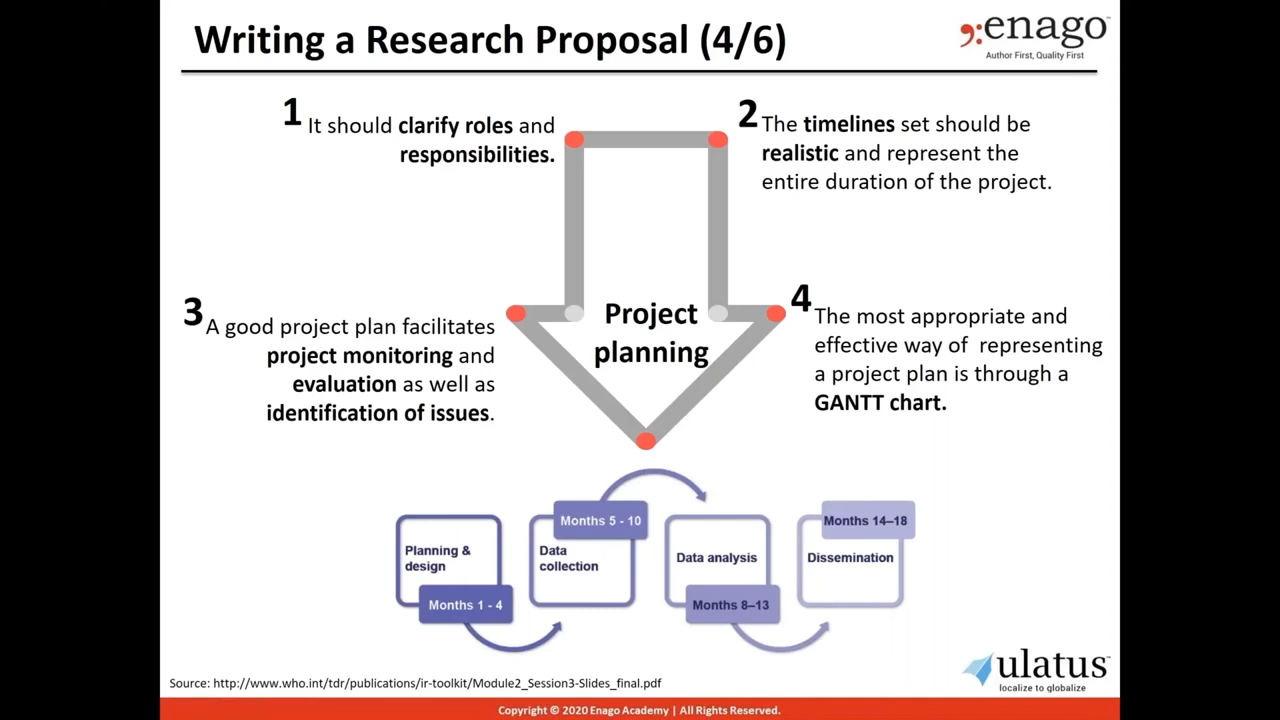 Writing a Research Proposal (4/6)
enago™
Author First, Quality First
1
It should clarify roles and
responsibilities.
2
The timelines set should be
realistic and represent the
entire duration of the project.
3
A good project plan facilitates
project monitoring and
evaluation as well as
identification of issues.
4
The most appropriate and
effective way of representing
a project plan is through a
GANTT chart.
Project
planning
Planning &
design
Months 1 - 4
Months 5 - 10
Data
collection
Data analysis
Months 8–13
Months 14–18
Dissemination
ulatus™
localize to globalize
Source: http://www.who.int/tdr/publications/ir-toolkit/Module2_Session3-Slides_final.pdf
Copyright © 2020 Enago Academy | All Rights Reserved.